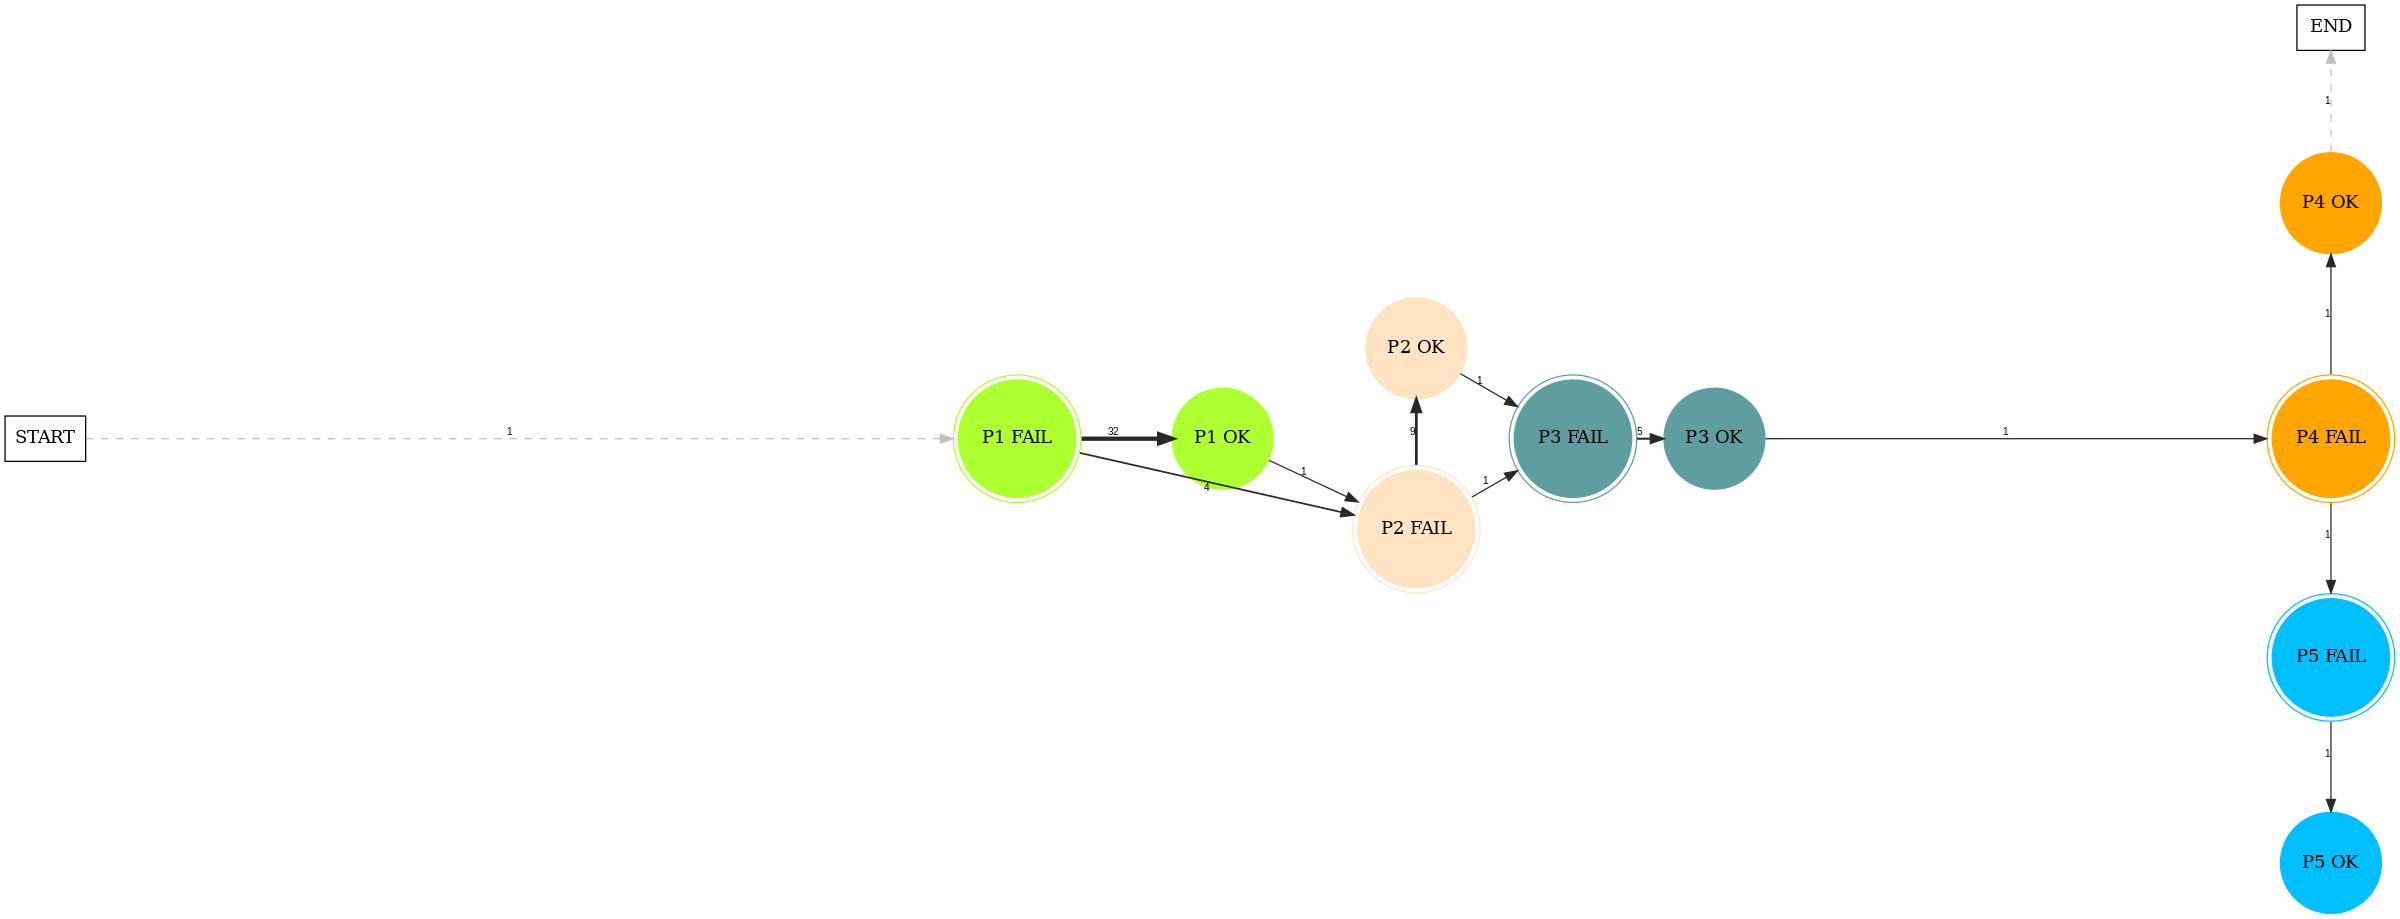 END
1
P4 OK
1
P2 OK
1
START
1
P1 FAIL
32
P1 OK
9
P3 FAIL
5
P3 OK
1
P4 FAIL
1
4
1
P2 FAIL
1
P5 FAIL
1
P5 OK